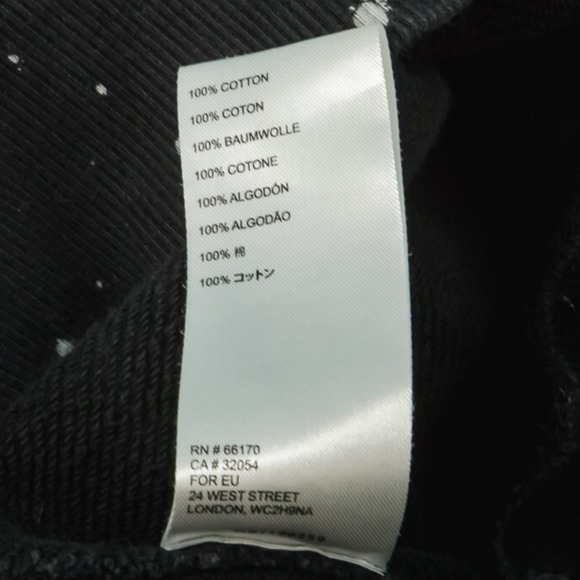 100% COTTON
100% COTON
100% BAUMWOLLE
100% COTONE
100% ALGODÓN
100% ALGODÃO
100% 棉
100% コットン
RN # 66170
CA # 32054
FOR EU
24 WEST STREET
LONDON, WC2H9NA